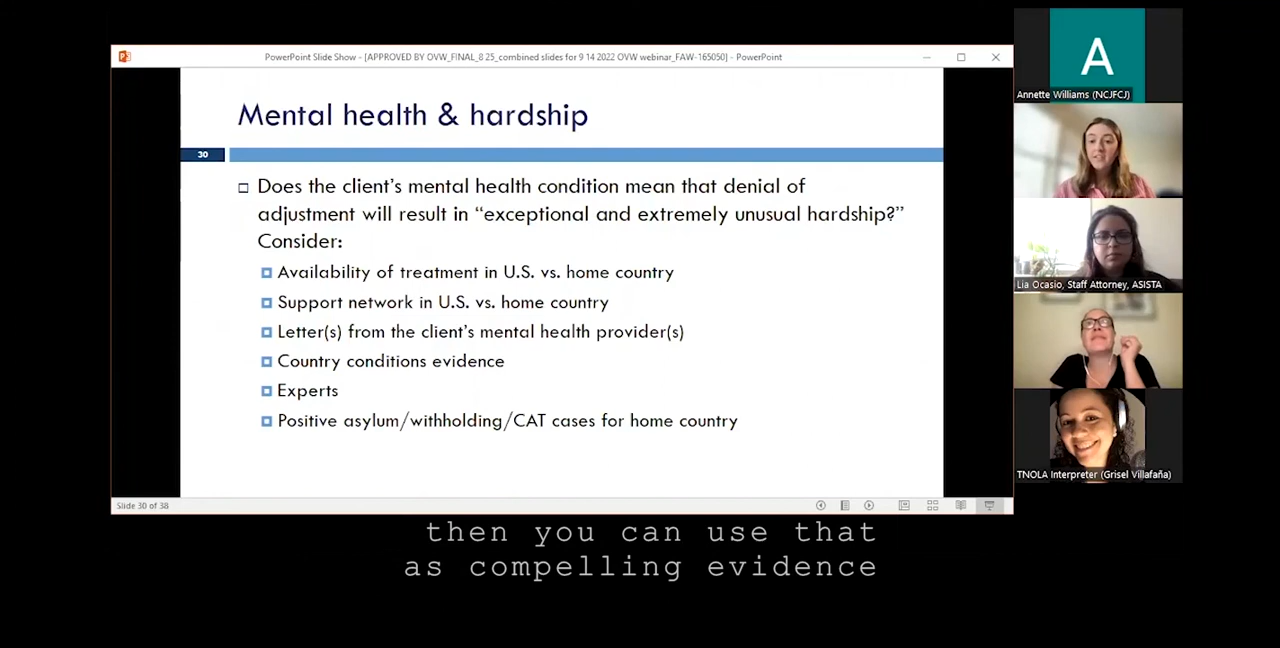 PowerPoint Slide Show - [APPROVED BY OVW_FINAL_8 25_combined slides for 9 14 2022 OVW webinar_FAW-165050] - PowerPoint
Mental health & hardship
30
Does the client's mental health condition mean that denial of
adjustment will result in “exceptional and extremely unusual hardship?”
Consider:
Availability of treatment in U.S. vs. home country
Support network in U.S. vs. home country
Letter(s) from the client's mental health provider(s)
Country conditions evidence
Experts
Positive asylum/withholding/CAT cases for home country
Slide 30 of 38
A
Annette Williams (NCJFCJ)
Lia Ocasio, Staff Attorney, ASISTA
TNOLA Interpreter (Grisel Villafaña)
then you can use that
as compelling evidence